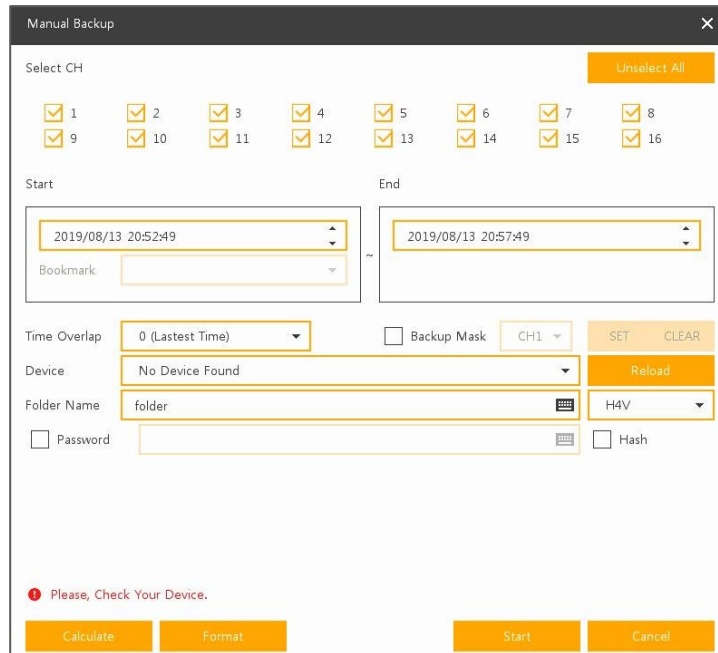 Manual Backup
Select CH Unselect All
1 2 3 4 5 6 7 8
9 10 11 12 13 14 15 16
Start End
2019/08/13 20:52:49 ~ 2019/08/13 20:57:49
Bookmark
Time Overlap 0 (Lastest Time) Backup Mask CH1 SET CLEAR
Device No Device Found Reload
Folder Name folder H4V
Password Hash
Please, Check Your Device.
Calculate Format Start Cancel